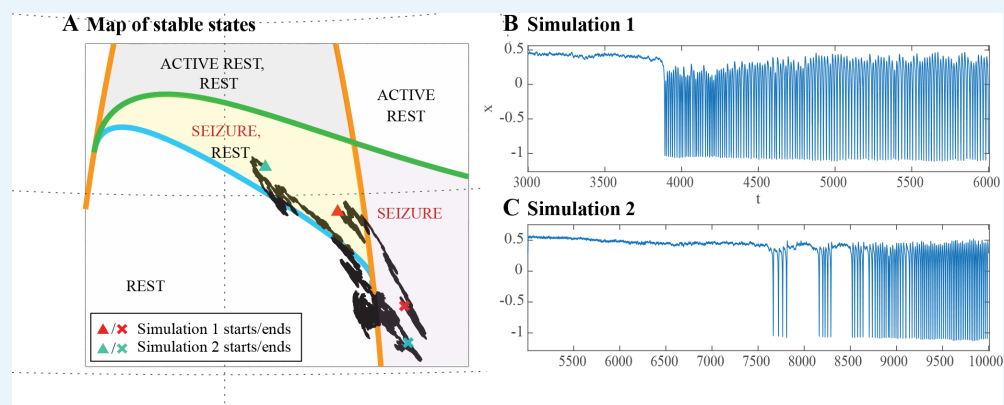 A Map of stable states
ACTIVE REST,
REST
ACTIVE
REST
SEIZURE,
REST
SEIZURE
REST
▲/✖ Simulation 1 starts/ends
▲/✖ Simulation 2 starts/ends
B Simulation 1
0.5
0
-0.5
-1
x
3000 3500 4000 4500 5000 5500 6000
t
C Simulation 2
0.5
0
-0.5
-1
5500 6000 6500 7000 7500 8000 8500 9000 9500 10000